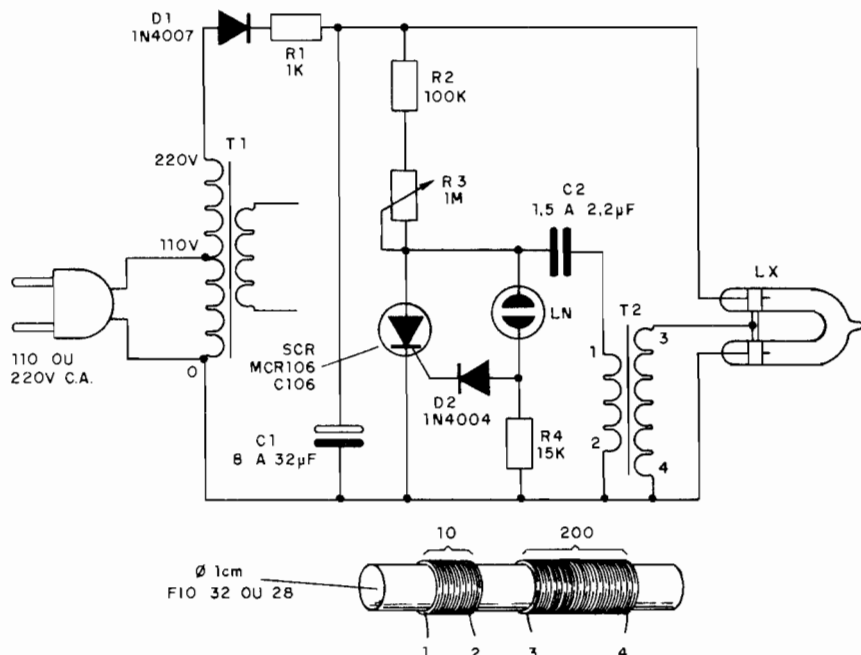 D1
1N4007
R1
1K
R2
100K
T1
220V
R3
1M
C2
1,5 A 2,2µF
110V
LX
LN
T2
SCR
MCR106
C106
110 OU
220V C.A.
0
D2
1N4004
1
3
R4
15K
2
4
C1
8 A 32µF
10
200
Ø 1cm
FIO 32 OU 28
1
2
3
4